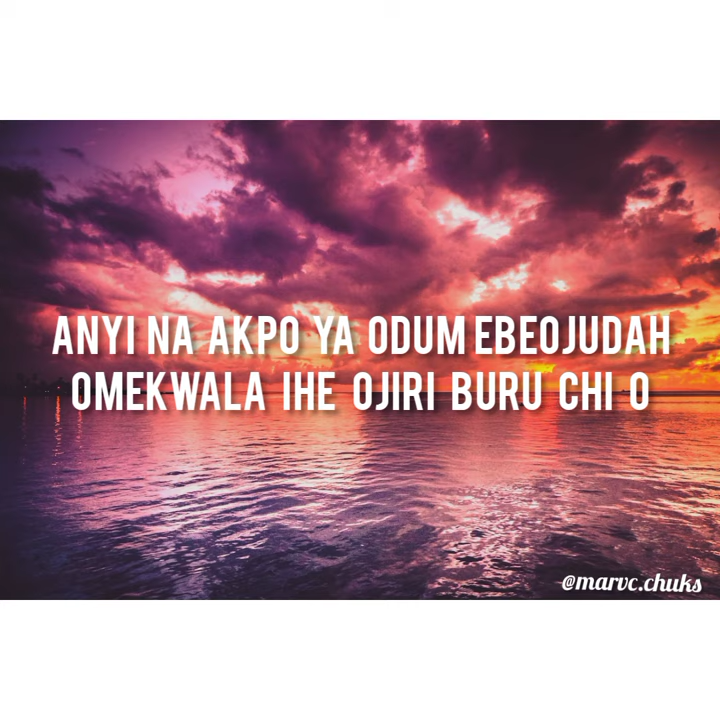 ANYI NA AKPO YA ODUM EBEOJUDAH
OMEKWALA IHE OJIRI BURU CHI O
@marvc.chuks